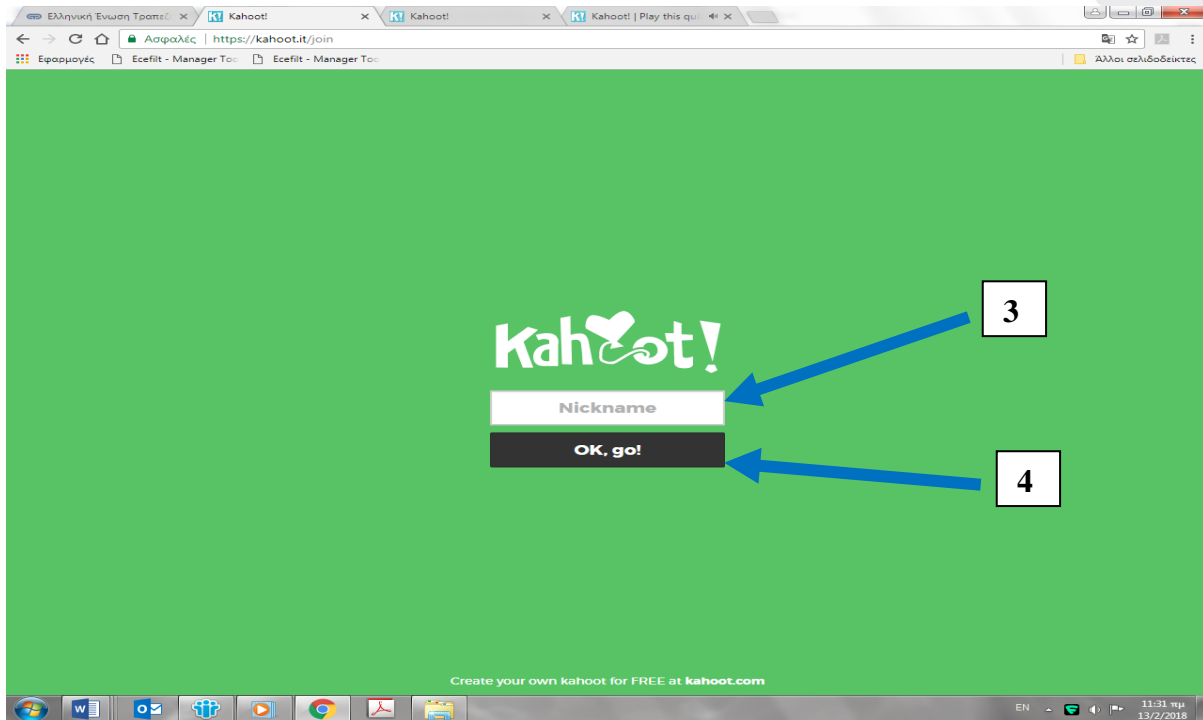 Ελληνική Ένωση Τραπεζ
Kahoot!
Kahoot!
Kahoot! | Play this qui
Ασφαλές | https://kahoot.it/join
Εφαρμογές
Ecefilt - Manager Too
Ecefilt - Manager Too
Άλλοι σελιδοδείκτες
Kahoot!
3
Nickname
OK, go!
4
Create your own kahoot for FREE at kahoot.com
EN
11:31 πμ
13/2/2018